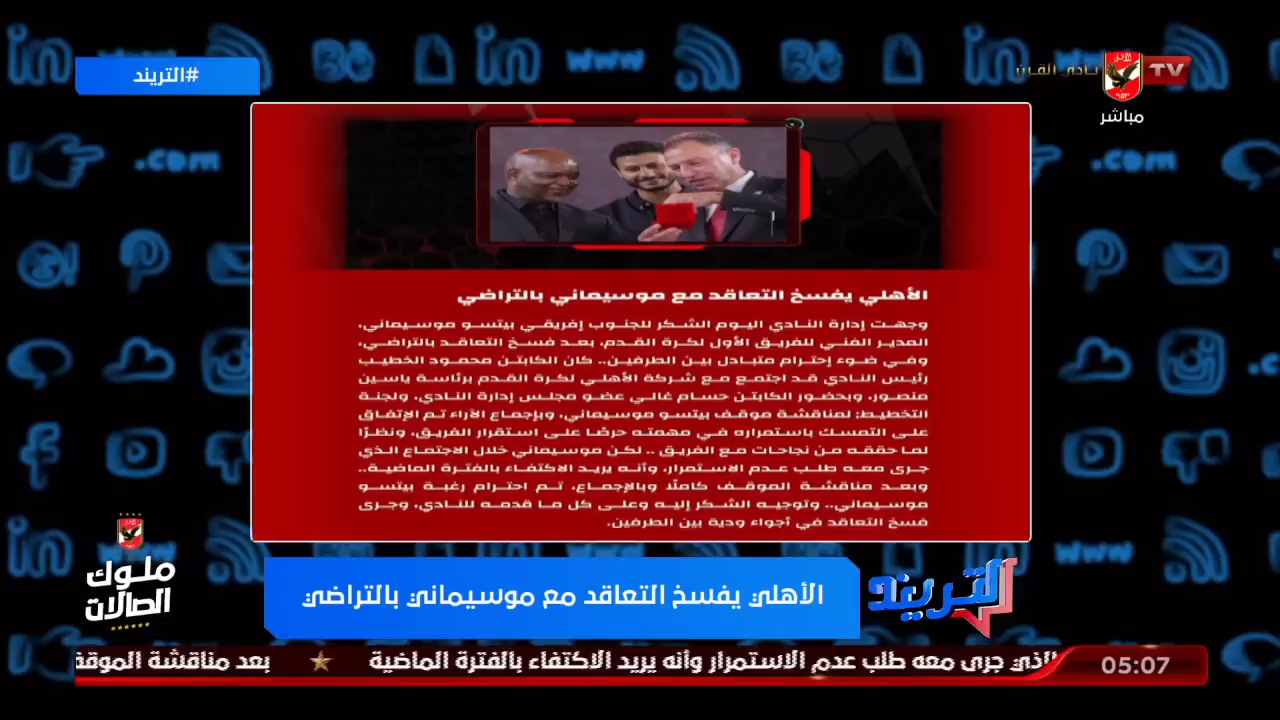 #التريند
نادي القرن
TV
مباشر
الأهلي يفسخ التعاقد مع موسيماني بالتراضي
وجهت إدارة النادي اليوم الشكر للجنوب إفريقي بيتسو موسيماني،
المدير الفني للفريق الأول لكرة القدم، بعد فسخ التعاقد بالتراضي،
وفي ضوء إحترام متبادل بين الطرفين.. كان الكابتن محمود الخطيب
رئيس النادي قد اجتمع مع شركة الأهلي لكرة القدم برئاسة ياسين
منصور، وبحضور الكابتن حسام غالي عضو مجلس إدارة النادي، ولجنة
التخطيط؛ لمناقشة موقف بيتسو موسيماني، وبإجماع الآراء تم الإتفاق
على التمسك باستمراره في مهمته حرصًا على استقرار الفريق، ونظرًا
لما حققه من نجاحات مع الفريق .. لكن موسيماني خلال الاجتماع الذي
جرى معه طلب عدم الاستمرار، وأنه يريد الاكتفاء بالفترة الماضية..
وبعد مناقشة الموقف كاملًا وبالإجماع، تم احترام رغبة بيتسو
موسيماني.. وتوجيه الشكر إليه وعلى كل ما قدمه للنادي، وجرى
فسخ التعاقد في أجواء ودية بين الطرفين.
ملوك
الصالات
التريند
الأهلي يفسخ التعاقد مع موسيماني بالتراضي
الذي جرى معه طلب عدم الاستمرار وأنه يريد الاكتفاء بالفترة الماضية بعد مناقشة الموقف
05:07
www
.com
.com
www